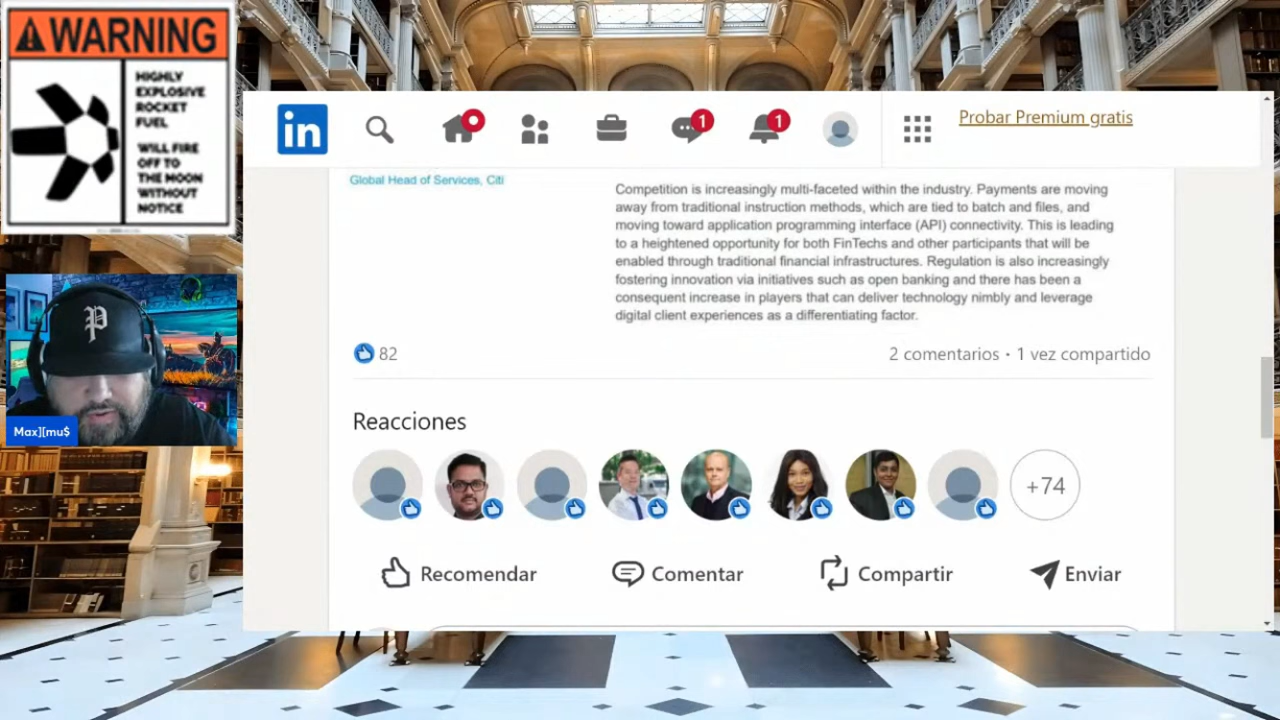 WARNING
HIGHLY
EXPLOSIVE
ROCKET
FUEL
WILL FIRE
OFF TO
THE MOON
WITHOUT
NOTICE
Max][mu$
P
in
1
1
Probar Premium gratis
Global Head of Services, Citi
Competition is increasingly multi-faceted within the industry. Payments are moving
away from traditional instruction methods, which are tied to batch and files, and
moving toward application programming interface (API) connectivity. This is leading
to a heightened opportunity for both FinTechs and other participants that will be
enabled through traditional financial infrastructures. Regulation is also increasingly
fostering innovation via initiatives such as open banking and there has been a
consequent increase in players that can deliver technology nimbly and leverage
digital client experiences as a differentiating factor.
82
2 comentarios • 1 vez compartido
Reacciones
+74
Recomendar
Comentar
Compartir
Enviar